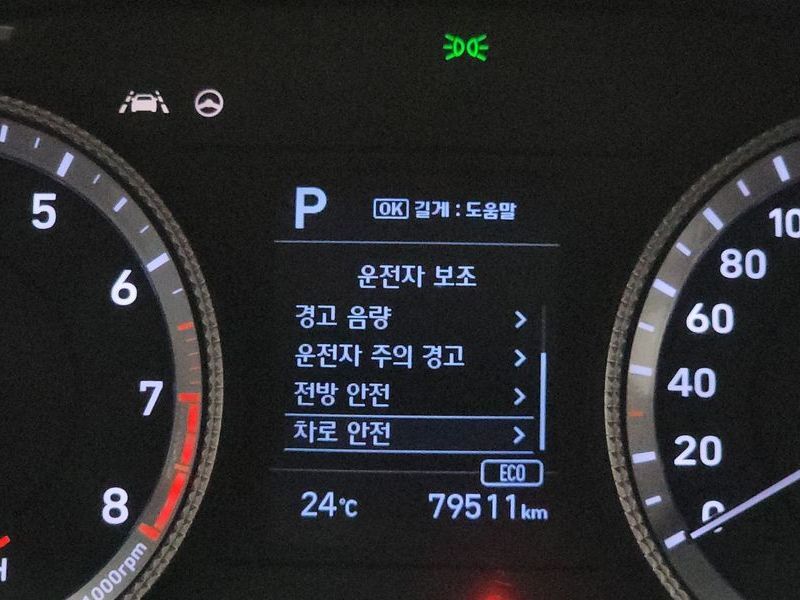 P
OK 길게 : 도움말
운전자 보조
경고 음량
운전자 주의 경고
전방 안전
차로 안전
ECO
24℃
79511km
5
6
7
8
1000rpm
H
100
80
60
40
20
0